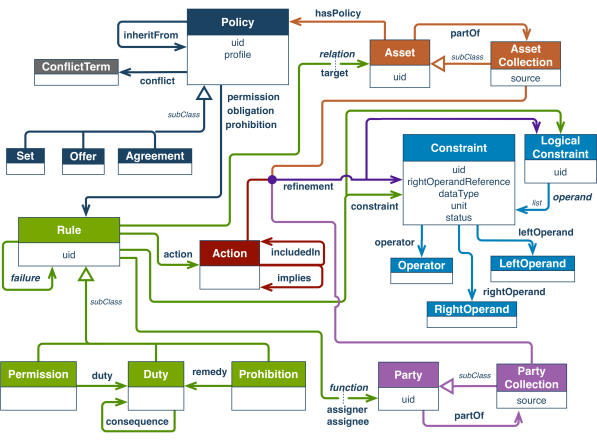 Policy
uid
profile
inheritFrom
hasPolicy
Asset
uid
partOf
Asset
Collection
source
subClass
relation
target
ConflictTerm
conflict
permission
obligation
prohibition
subClass
Set
Offer
Agreement
Constraint
uid
rightOperandReference
dataType
unit
status
Logical
Constraint
uid
operand
list
refinement
constraint
Rule
uid
failure
action
Action
includedIn
implies
operator
leftOperand
Operator
LeftOperand
rightOperand
RightOperand
subClass
Permission
duty
Duty
remedy
Prohibition
consequence
function
assigner
assignee
Party
uid
subClass
Party
Collection
source
partOf